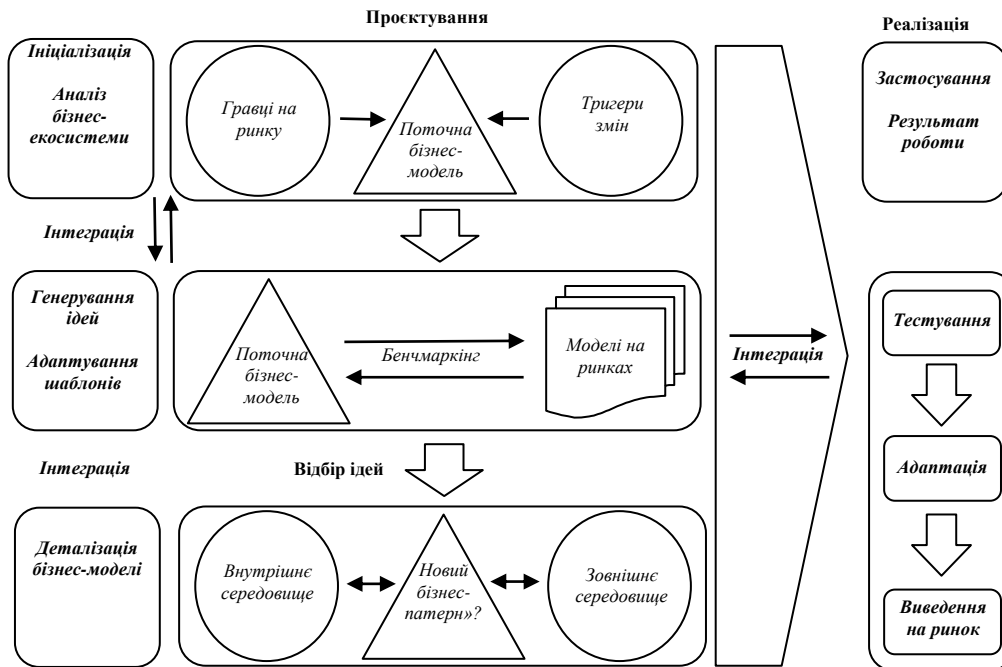 Проєктування
Реалізація
Ініціалізація
Аналіз
бізнес-
екосистеми
Гравці на
ринку
Поточна
бізнес-
модель
Тригери
змін
Застосування
Результат
роботи
Інтеграція
Генерування
ідей
Адаптування
шаблонів
Поточна
бізнес-
модель
Бенчмаркінг
Моделі на
ринках
Інтеграція
Тестування
Інтеграція
Відбір ідей
Адаптація
Деталізація
бізнес-моделі
Внутрішнє
середовище
Новий
бізнес-
патерн»?
Зовнішнє
середовище
Виведення
на ринок